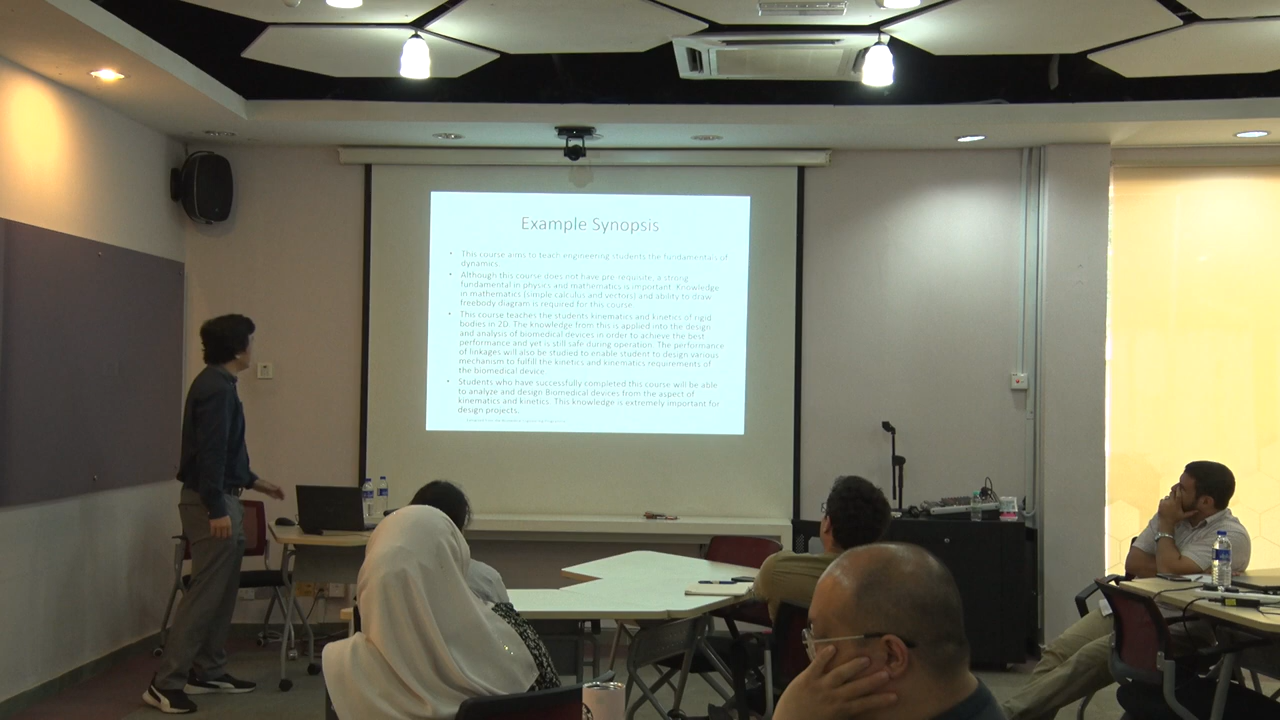 Example Synopsis
• This course aims to teach engineering students the fundamentals of
dynamics.
• Although this course does not have pre-requisite, a strong
fundamental in physics and mathematics is important. Knowledge
in mathematics (simple calculus and vectors) and ability to draw
freebody diagram is required for this course.
• This course teaches the students kinematics and kinetics of rigid
bodies in 2D. The knowledge from this is applied into the design
and analysis of biomedical devices in order to achieve the best
performance and yet is still safe during operation. The performance
of linkages will also be studied to enable student to design various
mechanism to fulfill the kinetics and kinematics requirements of
the biomedical device.
• Students who have successfully completed this course will be able
to analyze and design Biomedical devices from the aspect of
kinematics and kinetics. This knowledge is extremely important for
design projects.